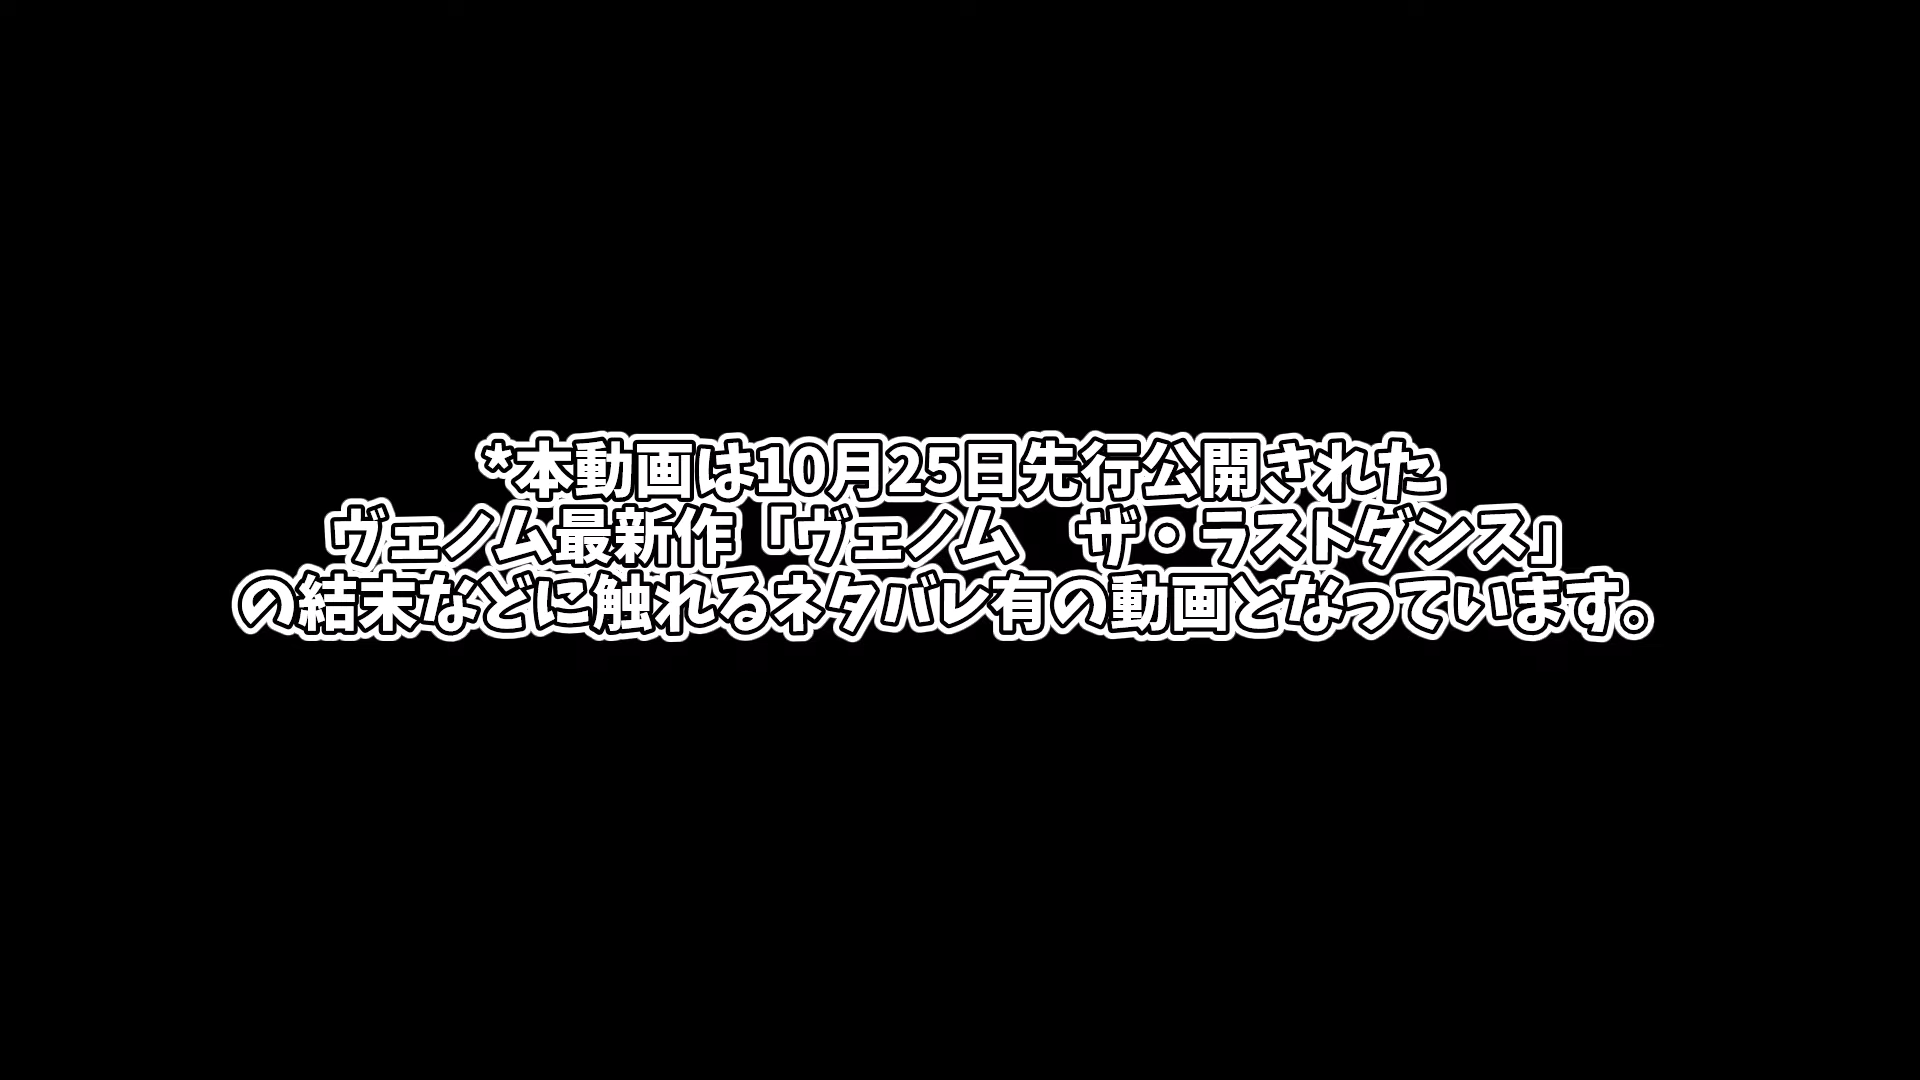 *本動画は10月25日先行公開された
ヴェノム最新作「ヴェノム　ザ・ラストダンス」
の結末などに触れるネタバレ有の動画となっています。